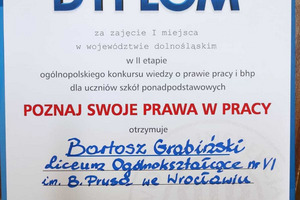 DYPLOM
za zajęcie I miejsca
w województwie dolnośląskim
w II etapie
ogólnopolskiego konkursu wiedzy o prawie pracy i bhp
dla uczniów szkół ponadpodstawowych
POZNAJ SWOJE PRAWA W PRACY
otrzymuje
Bartosz Grabiński
Liceum Ogólnokształcące nr VI
im. B. Prusa we Wrocławiu